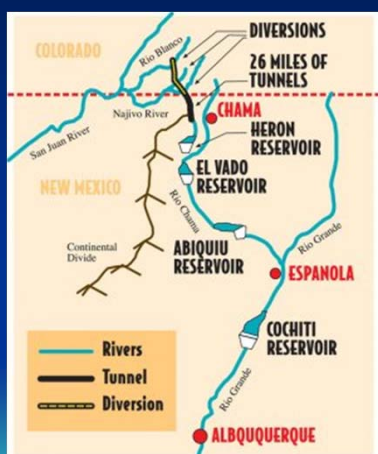 COLORADO
Rio Blanco
DIVERSIONS
26 MILES OF
TUNNELS
Najivo River
CHAMA
San Juan River
HERON
RESERVOIR
NEW MEXICO
EL VADO
RESERVOIR
Rio Chama
Rio Grande
Continental
Divide
ABIQUIU
RESERVOIR
ESPANOLA
COCHITI
RESERVOIR
Rivers
Tunnel
Diversion
Rio Grande
ALBQUQUERQUE